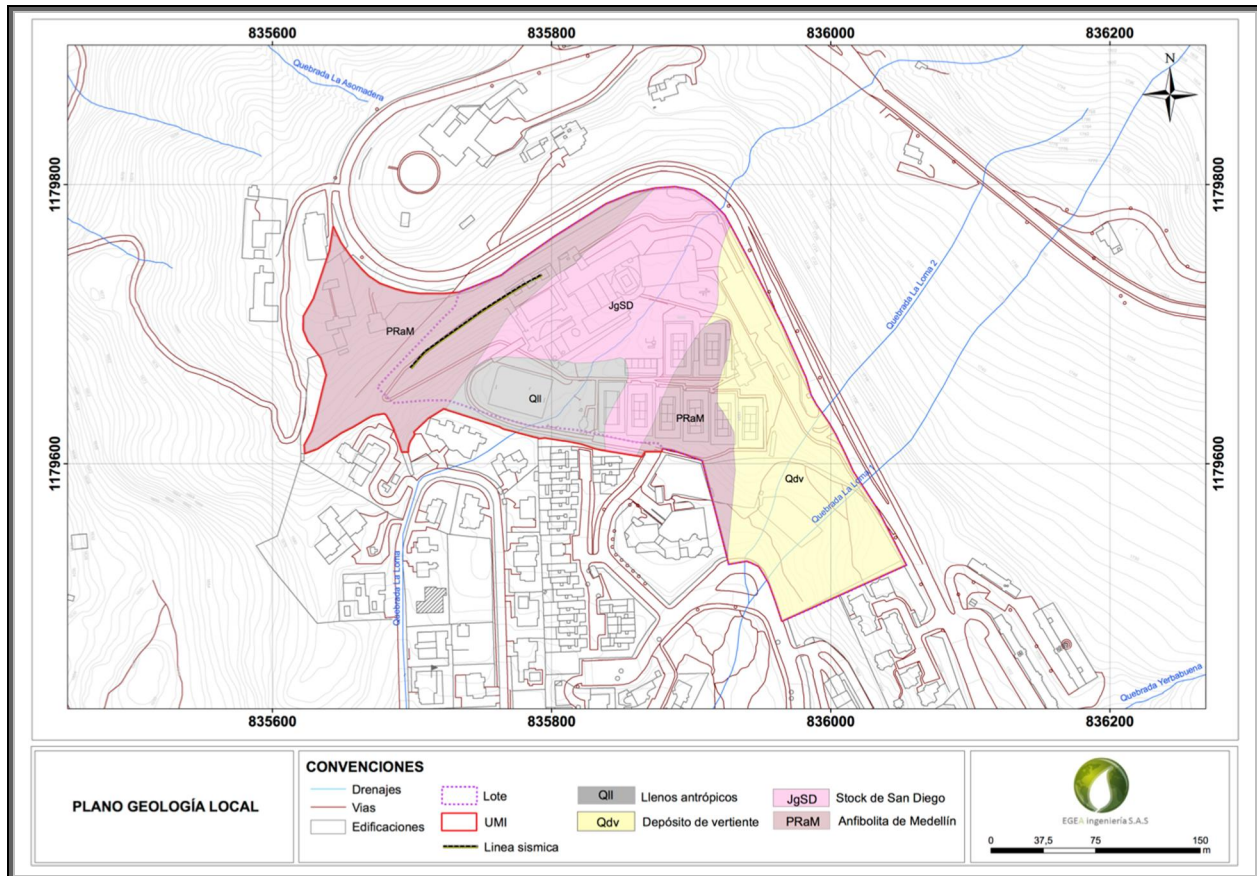 835600 835800 836000 836200
N
Quebrada La Asomadera
1179800 1179800
Quebrada La Loma 2
JgSD
PRaM
Qll
PRaM
1179600 1179600
Qdv
Quebrada La Loma 1
Quebrada La Loma
Quebrada Yerbabuena
835600 835800 836000 836200
PLANO GEOLOGÍA LOCAL
CONVENCIONES
Drenajes
Vias
Edificaciones
Lote
UMI
Linea sismica
Qll Llenos antrópicos
Qdv Depósito de vertiente
JgSD Stock de San Diego
PRaM Anfibolita de Medellín
EGEA ingeniería S.A.S
0 37,5 75 150
m